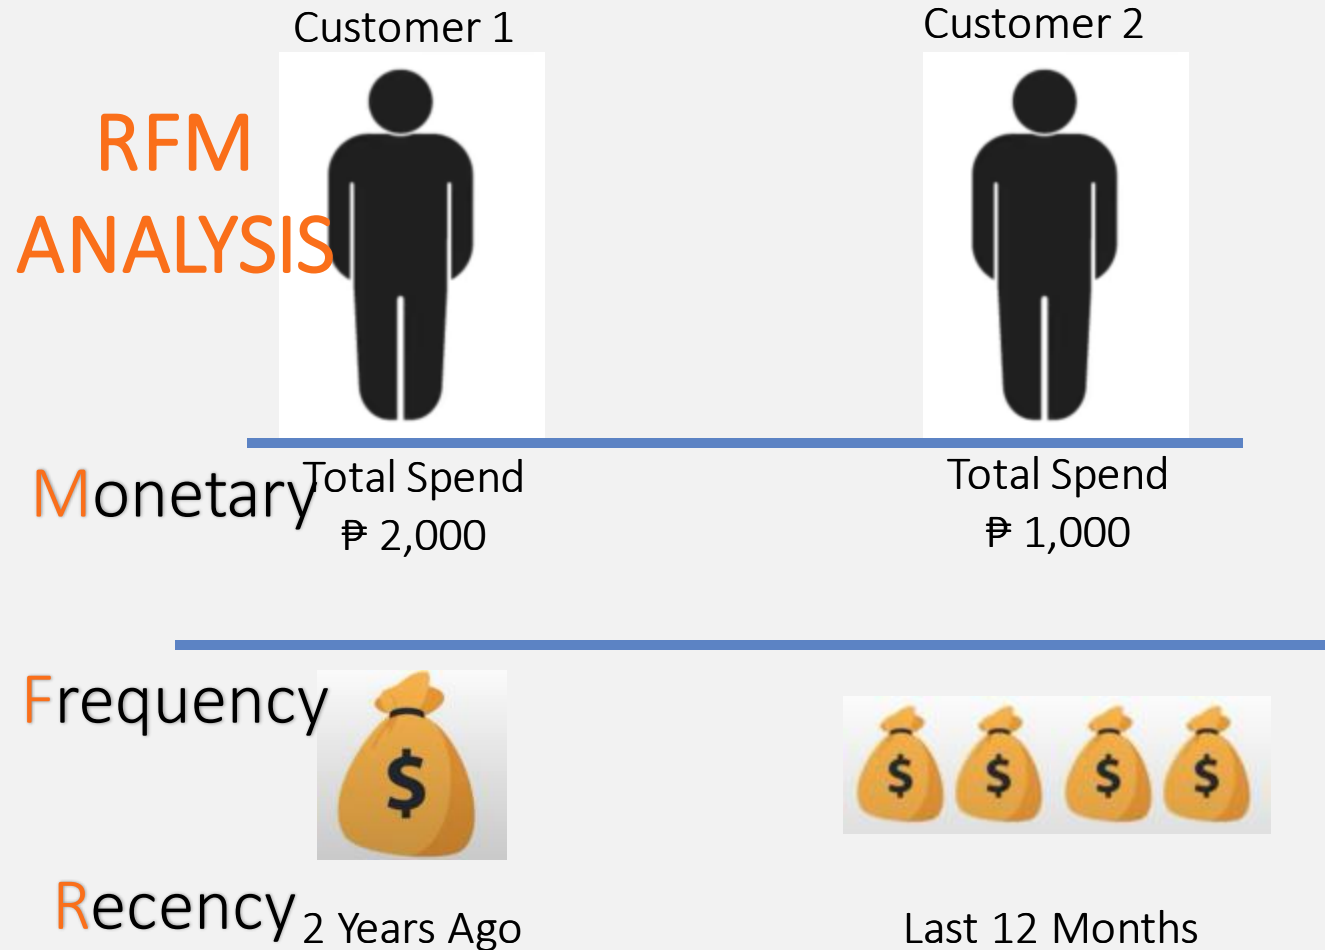 Customer 1
Customer 2
RFM
ANALYSIS
Monetary
Total Spend
₱ 2,000
Total Spend
₱ 1,000
Frequency
$
$ $ $ $
Recency
2 Years Ago
Last 12 Months